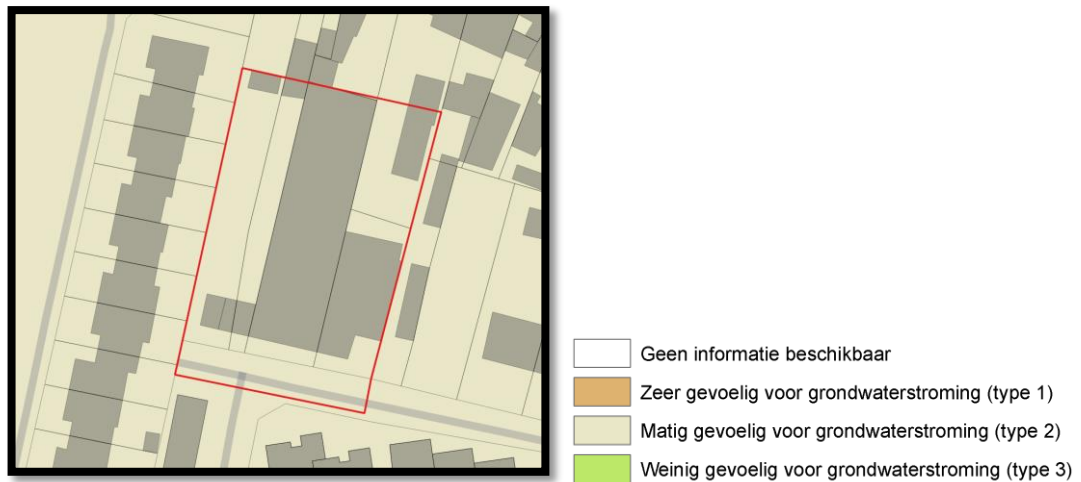 Geen informatie beschikbaar
Zeer gevoelig voor grondwaterstroming (type 1)
Matig gevoelig voor grondwaterstroming (type 2)
Weinig gevoelig voor grondwaterstroming (type 3)